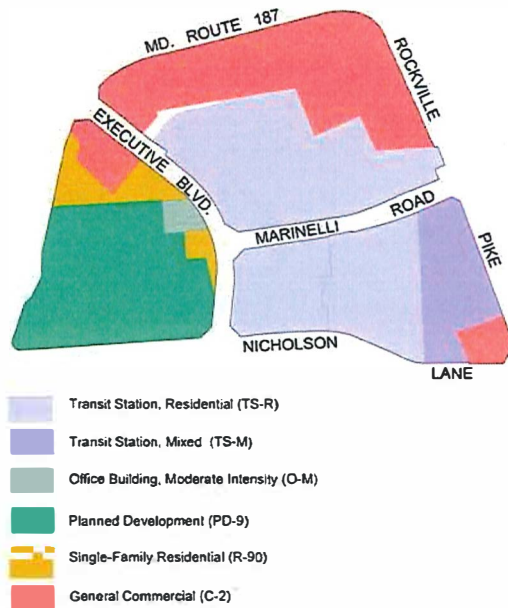 MD. ROUTE 187
ROCKVILLE
EXECUTIVE BLVD.
MARINELLI ROAD
PIKE
NICHOLSON
LANE
Transit Station, Residential (TS-R)
Transit Station, Mixed (TS-M)
Office Building, Moderate Intensity (O-M)
Planned Development (PD-9)
Single-Family Residential (R-90)
General Commercial (C-2)